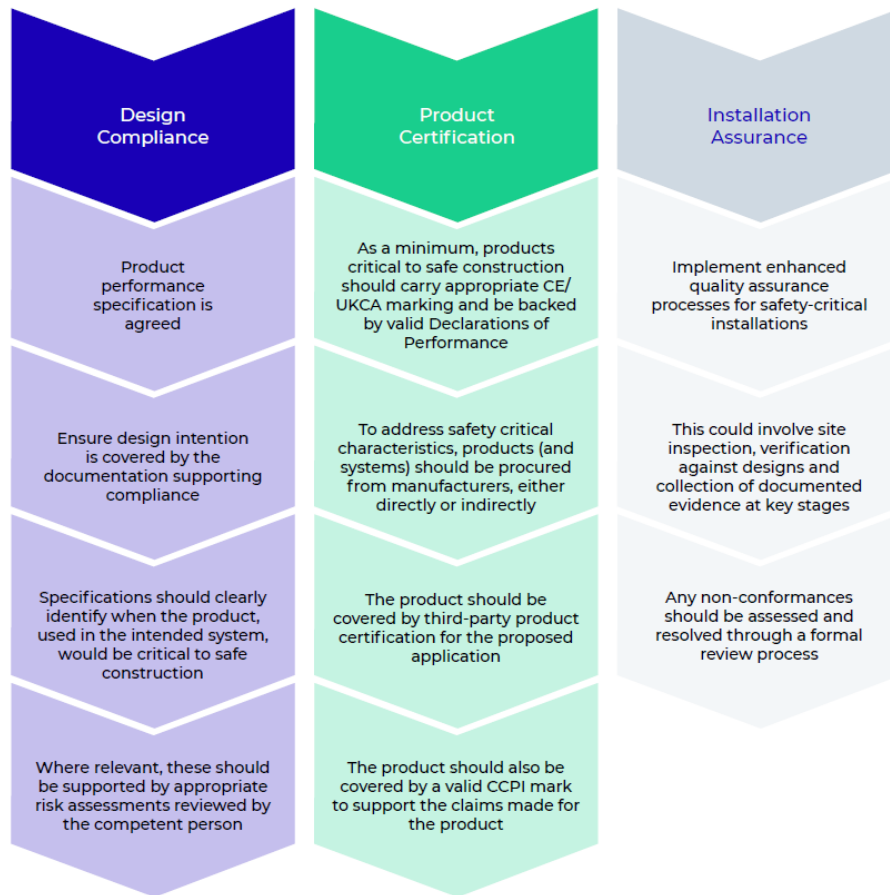 Design
Compliance
Product
performance
specification is
agreed
Ensure design intention
is covered by the
documentation supporting
compliance
Specifications should clearly
identify when the product,
used in the intended system,
would be critical to safe
construction
Where relevant, these should
be supported by appropriate
risk assessments reviewed by
the competent person
Product
Certification
As a minimum, products
critical to safe construction
should carry appropriate CE/
UKCA marking and be backed
by valid Declarations of
Performance
To address safety critical
characteristics, products (and
systems) should be procured
from manufacturers, either
directly or indirectly
The product should be
covered by third-party product
certification for the proposed
application
The product should also be
covered by a valid CCPI mark
to support the claims made for
the product
Installation
Assurance
Implement enhanced
quality assurance
processes for safety-critical
installations
This could involve site
inspection, verification
against designs and
collection of documented
evidence at key stages
Any non-conformances
should be assessed and
resolved through a formal
review process